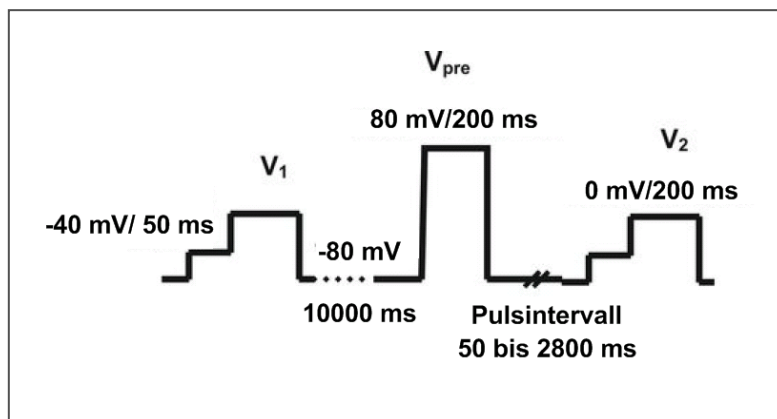 V₁
-40 mV/ 50 ms
-80 mV
10000 ms
Vpre
80 mV/200 ms
Pulsintervall
50 bis 2800 ms
V₂
0 mV/200 ms